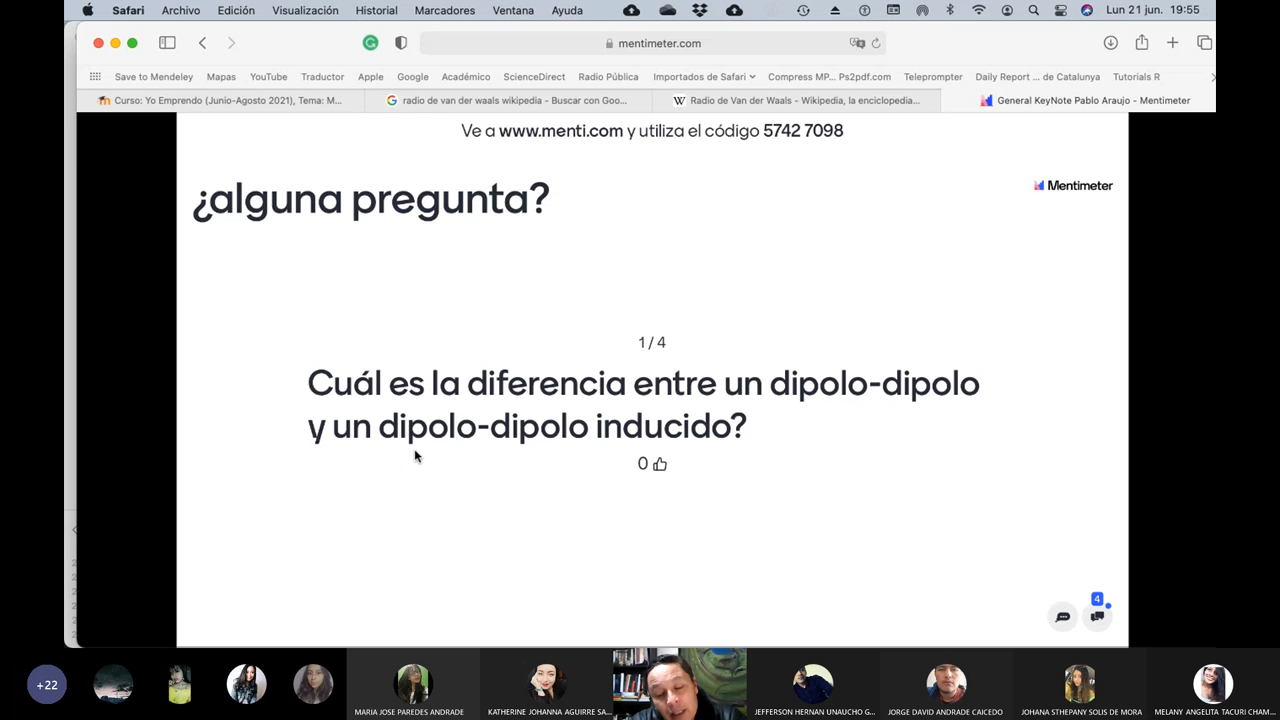 Safari Archivo Edición Visualización Historial Marcadores Ventana Ayuda Lun 21 jun. 19:55
mentimeter.com
Save to Mendeley Mapas YouTube Traductor Apple Google Académico ScienceDirect Radio Pública Importados de Safari Compress MP... Ps2pdf.com Teleprompter Daily Report ... de Catalunya Tutorials R
Curso: Yo Emprendo (Junio-Agosto 2021), Tema: M... radio de van der waals wikipedia - Buscar con Goo... Radio de Van der Waals - Wikipedia, la enciclopedia... General KeyNote Pablo Araujo - Mentimeter
Ve a www.menti.com y utiliza el código 5742 7098
¿alguna pregunta?
Mentimeter
1 / 4
Cuál es la diferencia entre un dipolo-dipolo
y un dipolo-dipolo inducido?
0
4
+22
MARIA JOSE PAREDES ANDRADE KATHERINE JOHANNA AGUIRRE SA... JEFFERSON HERNAN UNAUCHO G... JORGE DAVID ANDRADE CAICEDO JOHANA STHEPANY SOLIS DE MORA MELANY ANGELITA TACURI CHAM...